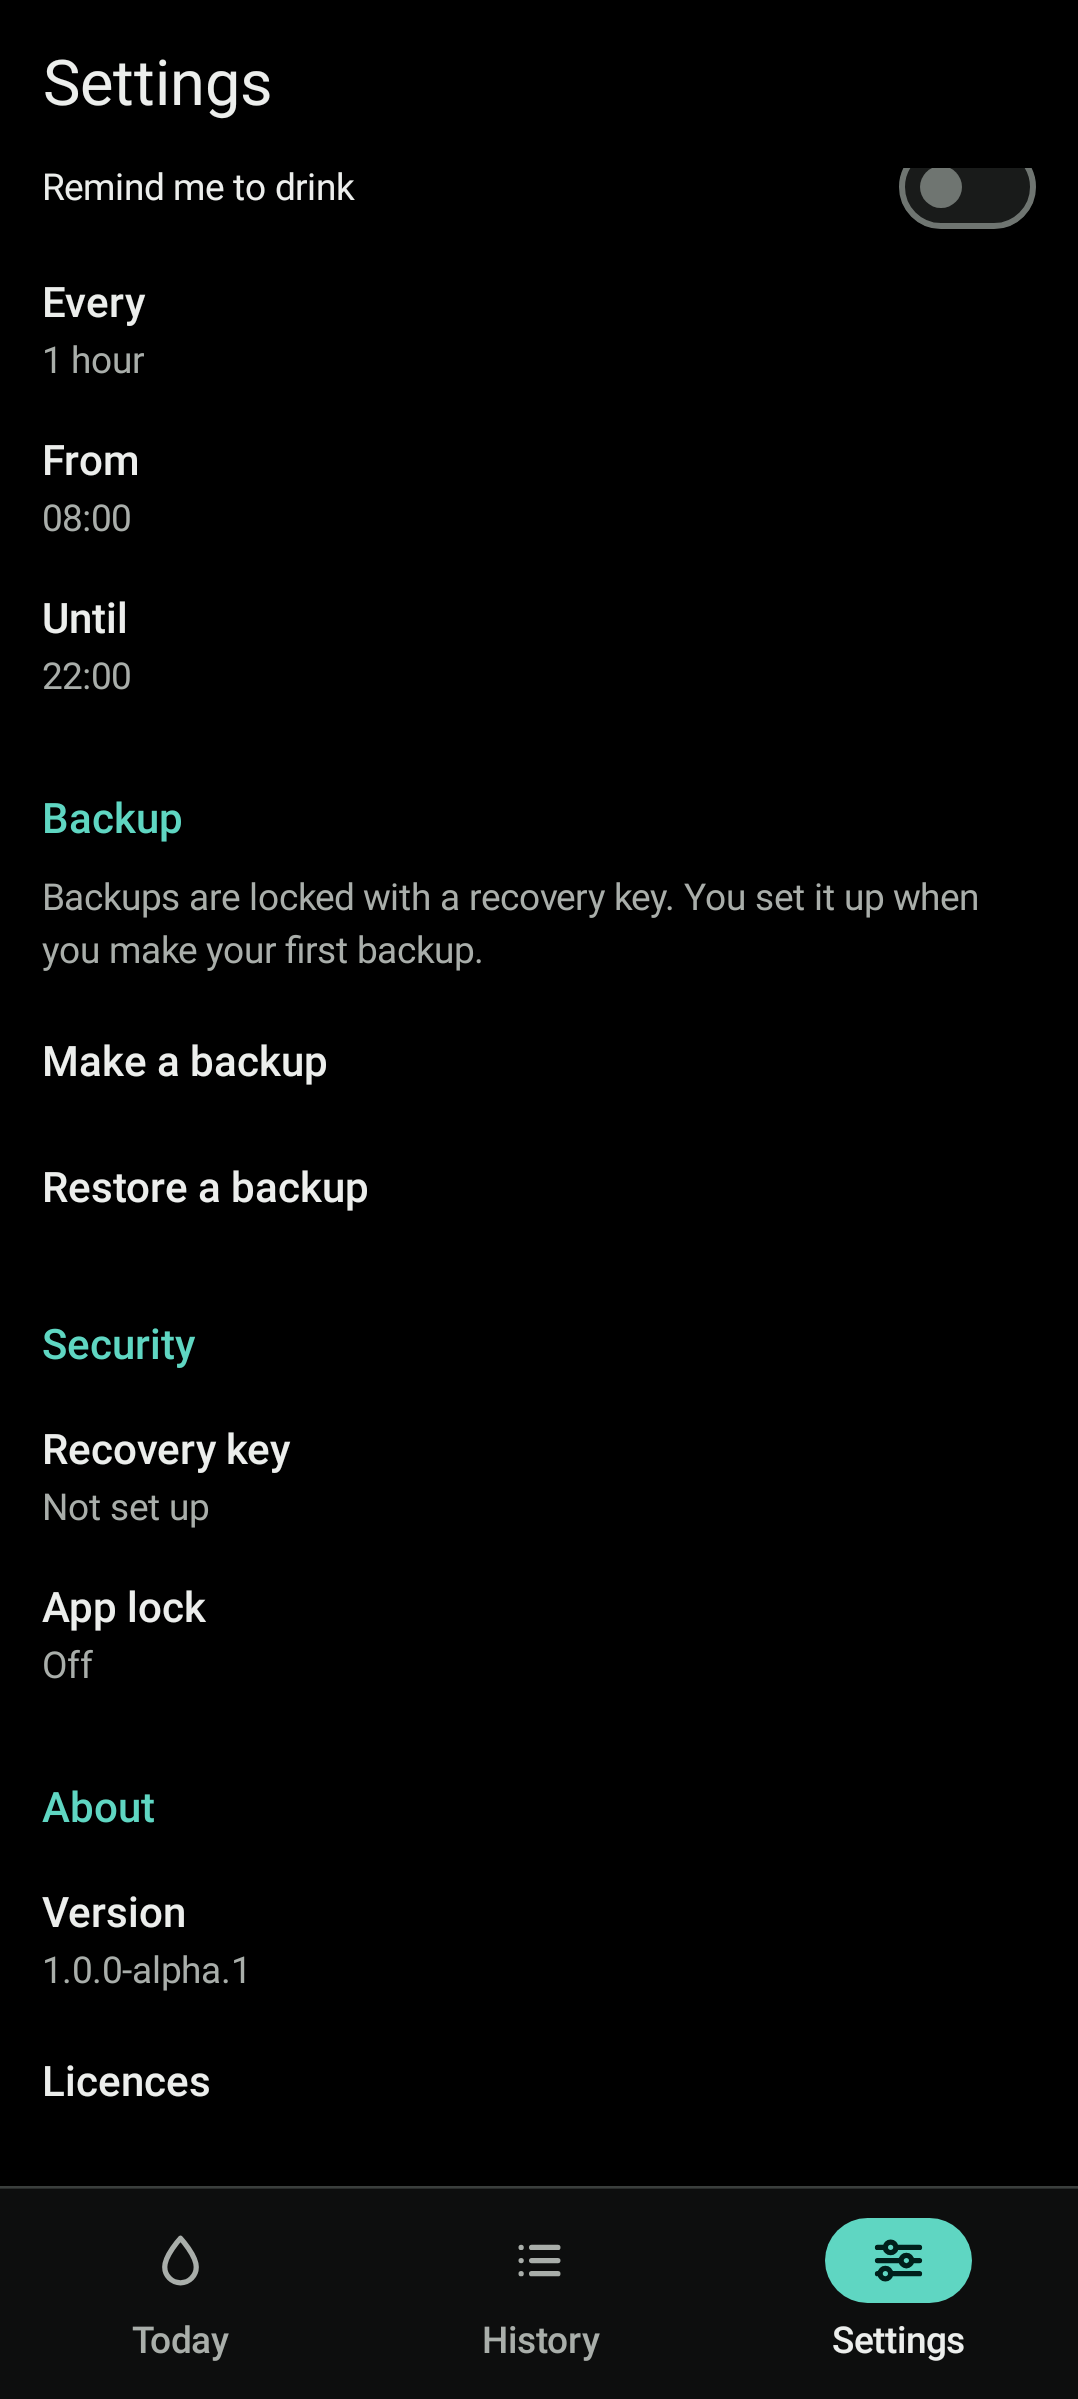 Settings
Remind me to drink
Every
1 hour
From
08:00
Until
22:00
Backup
Backups are locked with a recovery key. You set it up when
you make your first backup.
Make a backup
Restore a backup
Security
Recovery key
Not set up
App lock
Off
About
Version
1.0.0-alpha.1
Licences
Today
History
Settings